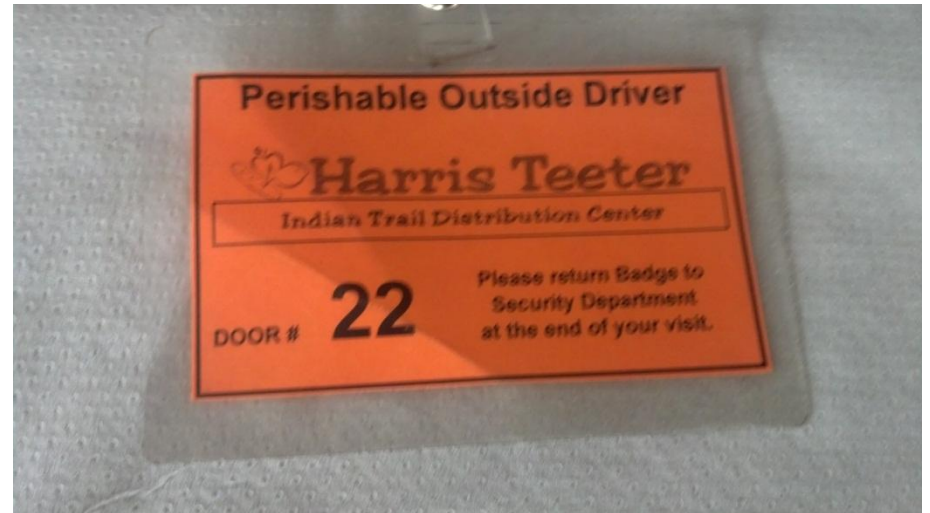 Perishable Outside Driver
Harris Teeter
Indian Trail Distribution Center
Please return Badge to
Security Department
at the end of your visit.
DOOR # 22